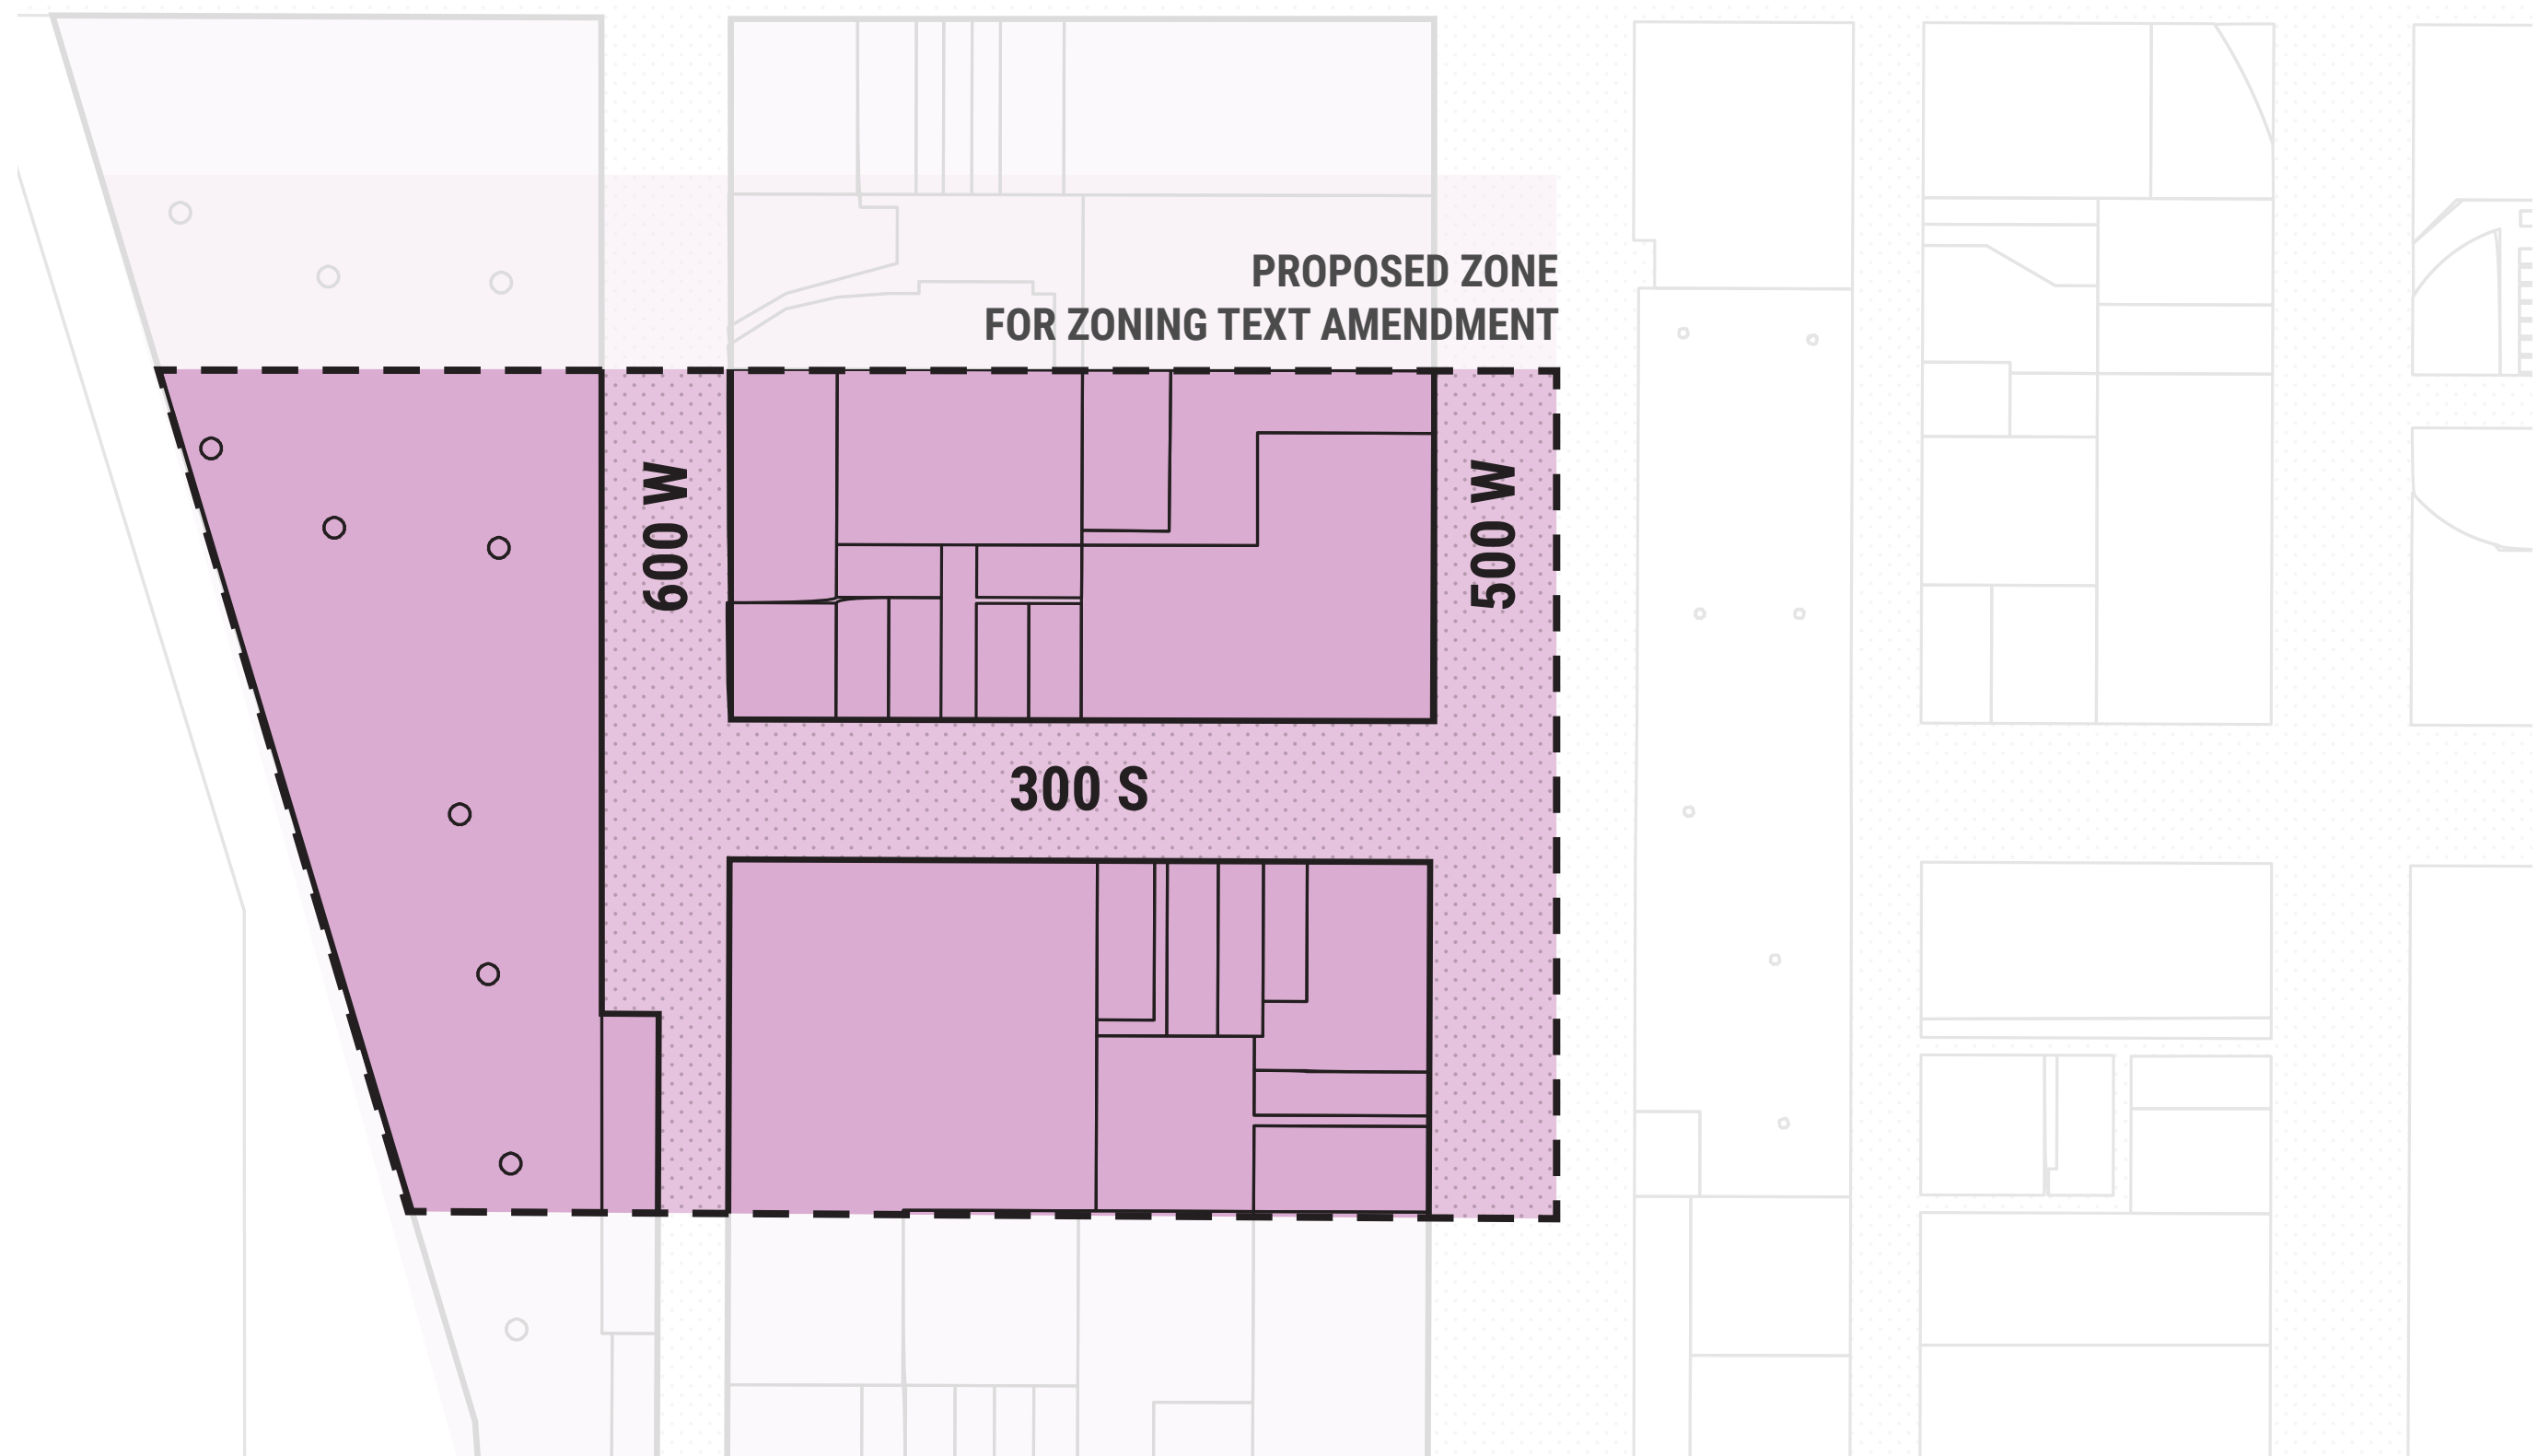 PROPOSED ZONE
FOR ZONING TEXT AMENDMENT
600 W
500 W
300 S